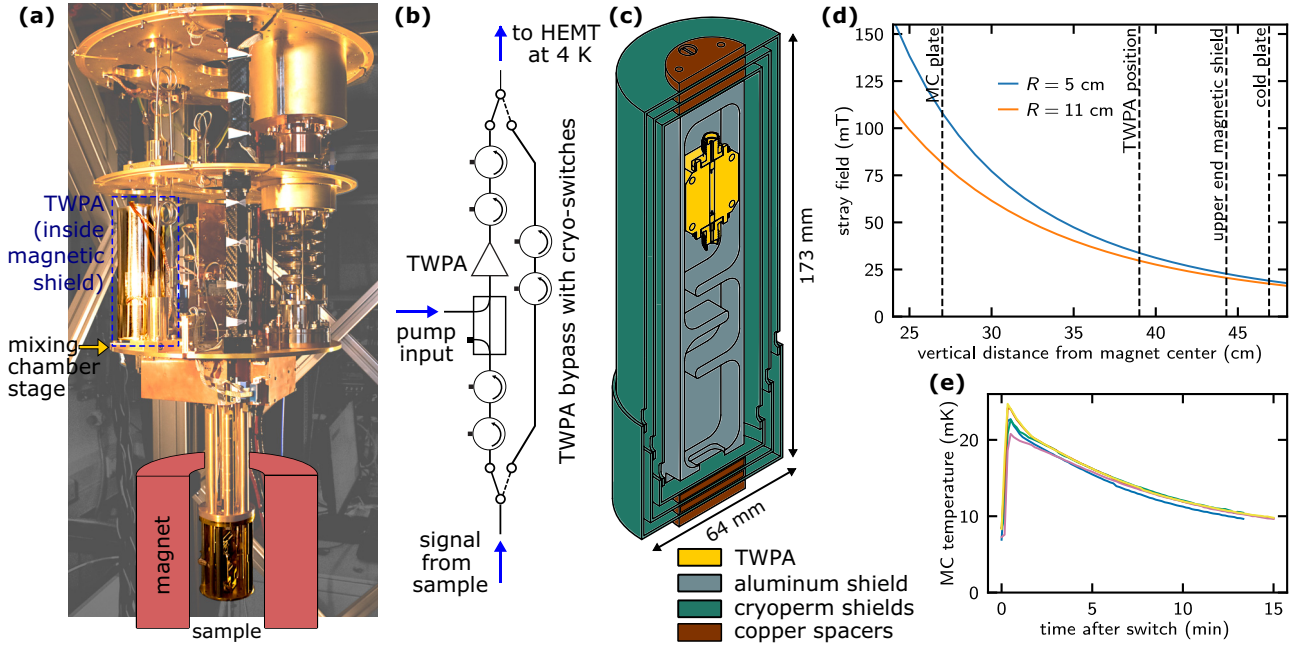 (a)
TWPA
(inside
magnetic
shield)
mixing
chamber
stage
magnet
sample
(b)
to HEMT
at 4 K
TWPA
pump
input
TWPA bypass with cryo-switches
signal
from
sample
(c)
173 mm
64 mm
TWPA
aluminum shield
cryoperm shields
copper spacers
(d)
stray field (mT)
150
125
100
75
50
25
0
MC plate
R = 5 cm
R = 11 cm
TWPA position
upper end magnetic shield
cold plate
25
30
35
40
45
vertical distance from magnet center (cm)
(e)
MC temperature (mK)
20
10
0
0
5
10
15
time after switch (min)